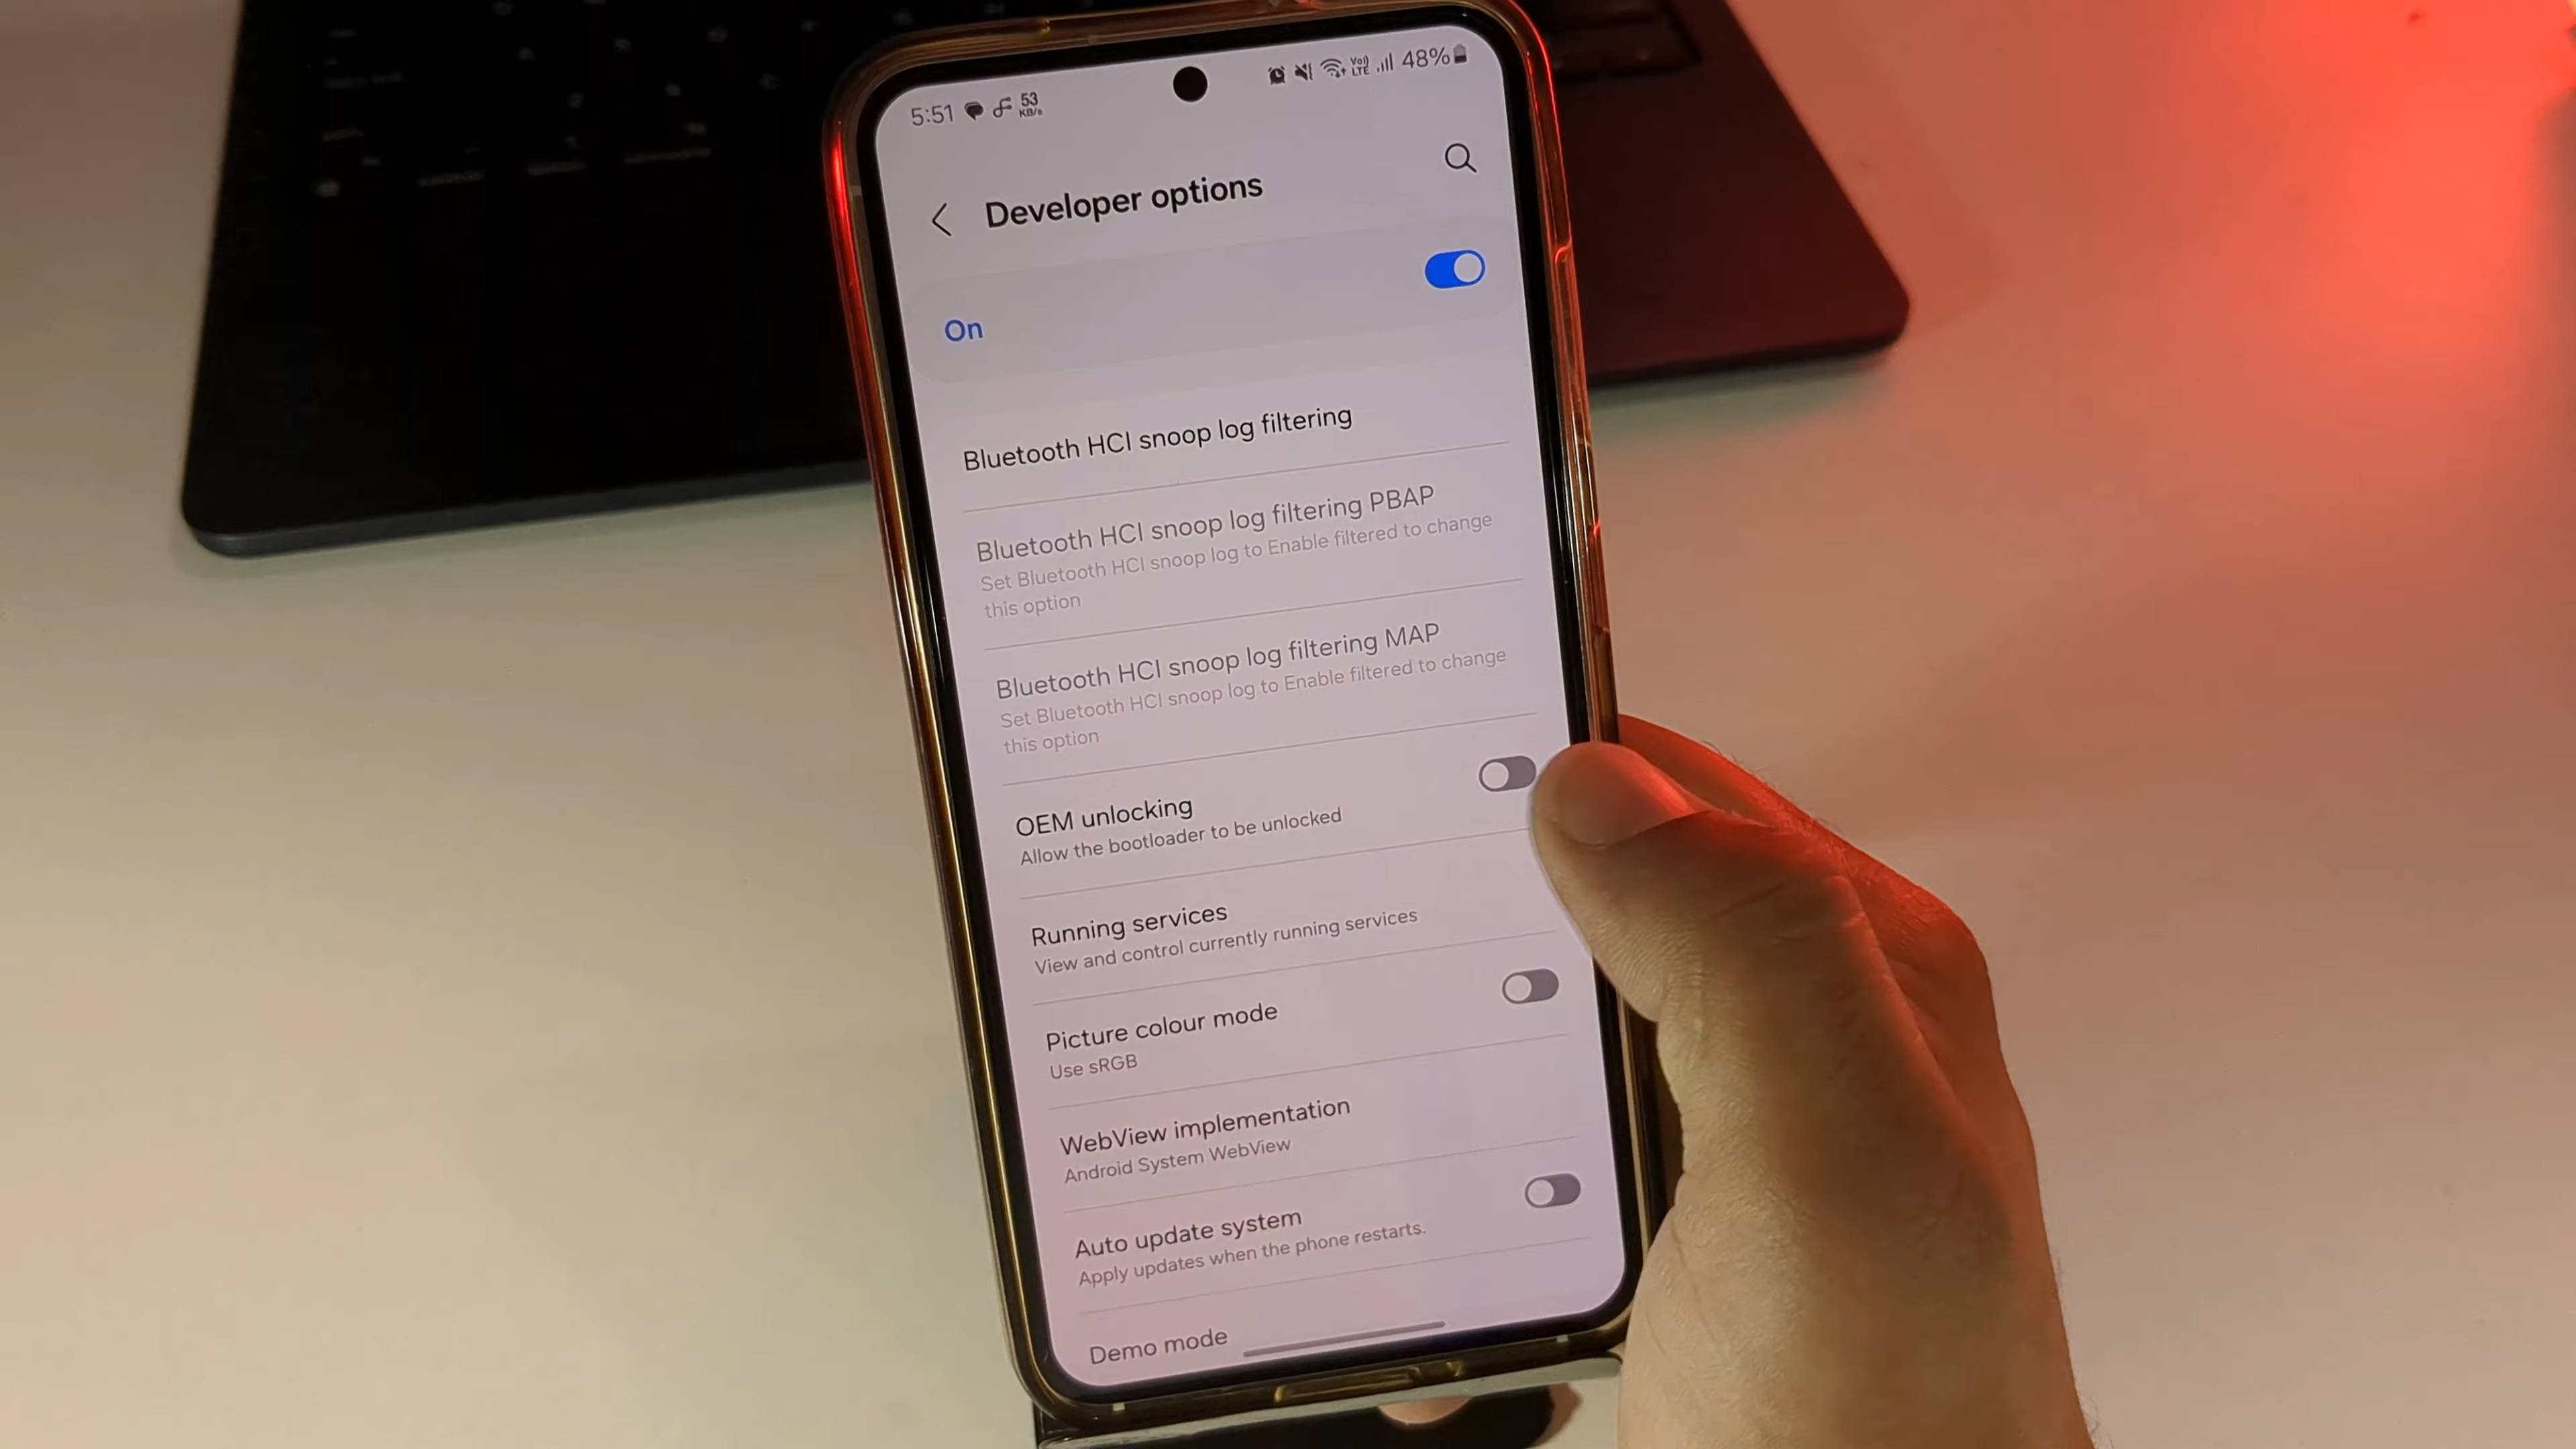 5:51 53 KB/s Vo) LTE 48%
Developer options
On
Bluetooth HCI snoop log filtering
Bluetooth HCI snoop log filtering PBAP
Set Bluetooth HCI snoop log to Enable filtered to change
this option
Bluetooth HCI snoop log filtering MAP
Set Bluetooth HCI snoop log to Enable filtered to change
this option
OEM unlocking
Allow the bootloader to be unlocked
Running services
View and control currently running services
Picture colour mode
Use sRGB
WebView implementation
Android System WebView
Auto update system
Apply updates when the phone restarts.
Demo mode